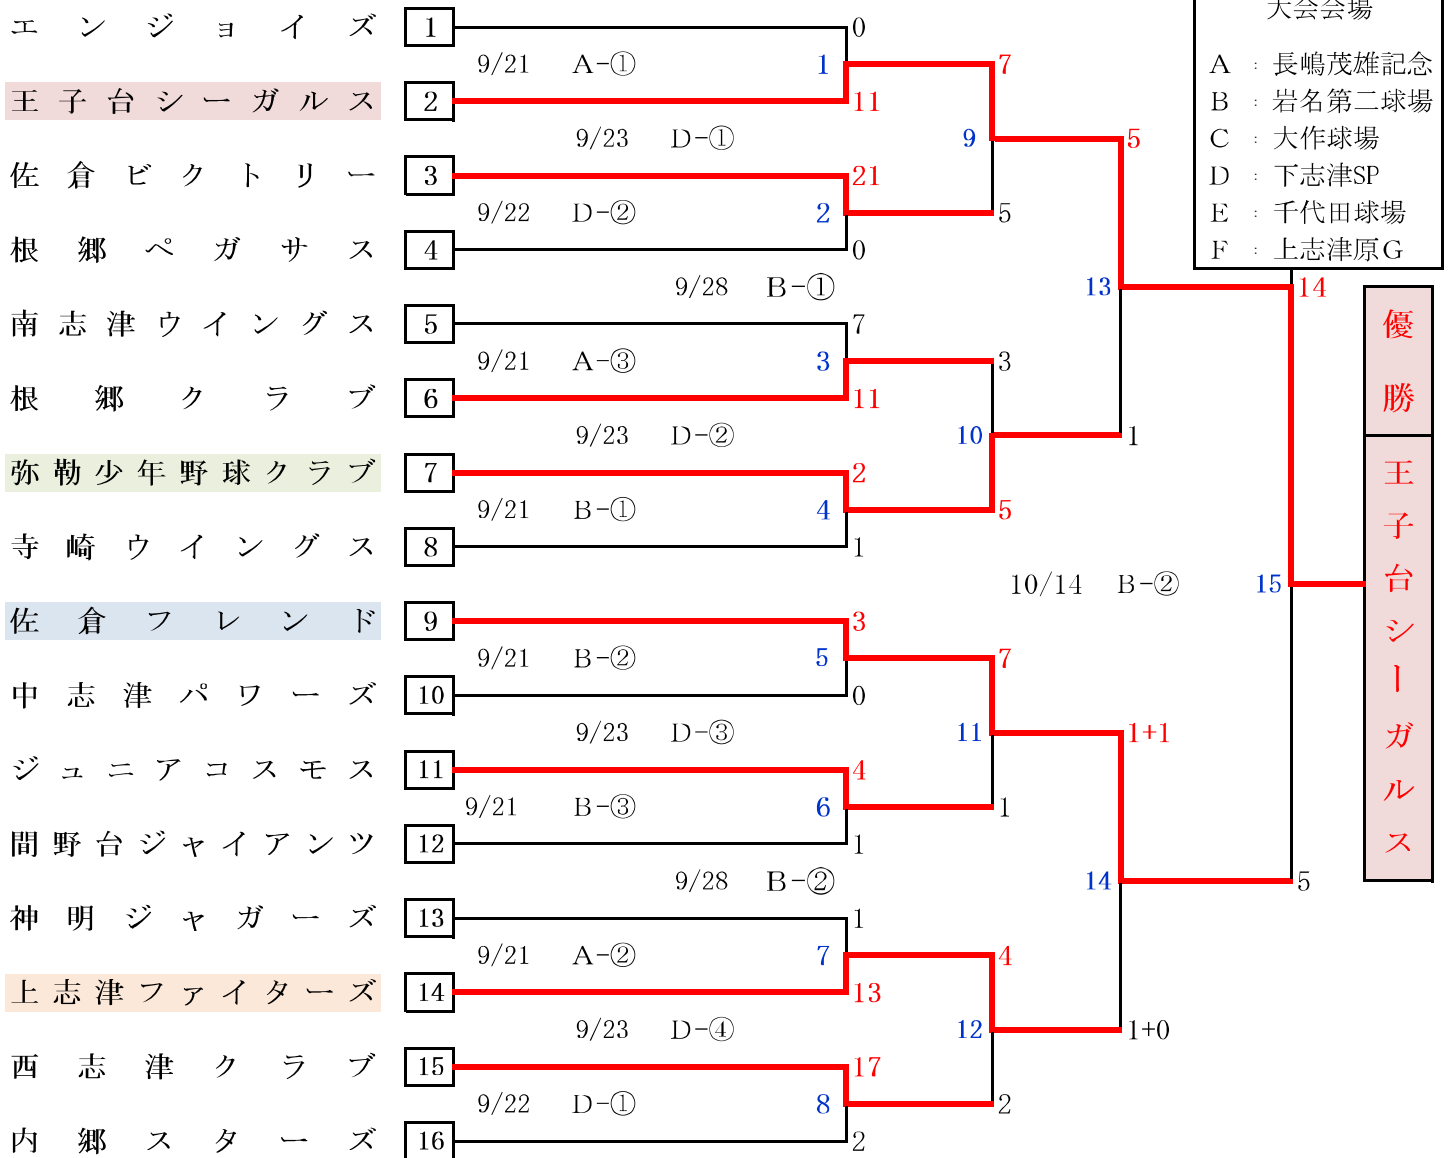 大会会場
エンジョイズ 1 0
9/21 A-① 1 7
A : 長嶋茂雄記念
王子台シーガルス 2 11
B : 岩名第二球場
9/23 D-① 9 5
C : 大作球場
佐倉ビクトリー 3 21
D : 下志津SP
9/22 D-② 2 5
E : 千代田球場
根郷ペガサス 4 0
F : 上志津原G
9/28 B-① 13 14
南志津ウイングス 5 7
9/21 A-③ 3 3
根郷クラブ 6 11
9/23 D-② 10 1
弥勒少年野球クラブ 7 2
9/21 B-① 4 5
寺崎ウイングス 8 1
10/14 B-② 15
優勝
王子台シーガルス
佐倉フレンド 9 3
9/21 B-② 5 7
中志津パワーズ 10 0
9/23 D-③ 11 1+1
ジュニアコスモス 11 4
9/21 B-③ 6 1
間野台ジャイアンツ 12 1
9/28 B-② 14 5
神明ジャガーズ 13 1
9/21 A-② 7 4
上志津ファイターズ 14 13
9/23 D-④ 12 1+0
西志津クラブ 15 17
9/22 D-① 8 2
内郷スターズ 16 2